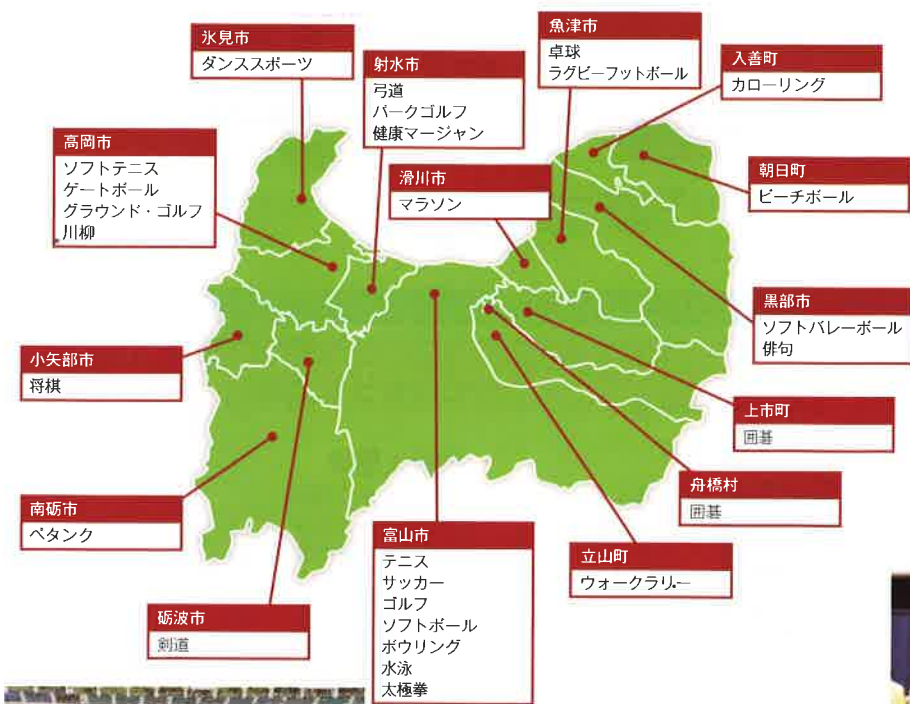 氷見市
ダンススポーツ
射水市
弓道
パークゴルフ
健康マージャン
魚津市
卓球
ラグビーフットボール
入善町
カローリング
高岡市
ソフトテニス
ゲートボール
グラウンド・ゴルフ
川柳
滑川市
マラソン
朝日町
ビーチボール
黒部市
ソフトバレーボール
俳句
小矢部市
将棋
上市町
囲碁
舟橋村
囲碁
南砺市
ペタンク
富山市
テニス
サッカー
ゴルフ
ソフトボール
ボウリング
水泳
太極拳
立山町
ウォークラリー
砺波市
剣道